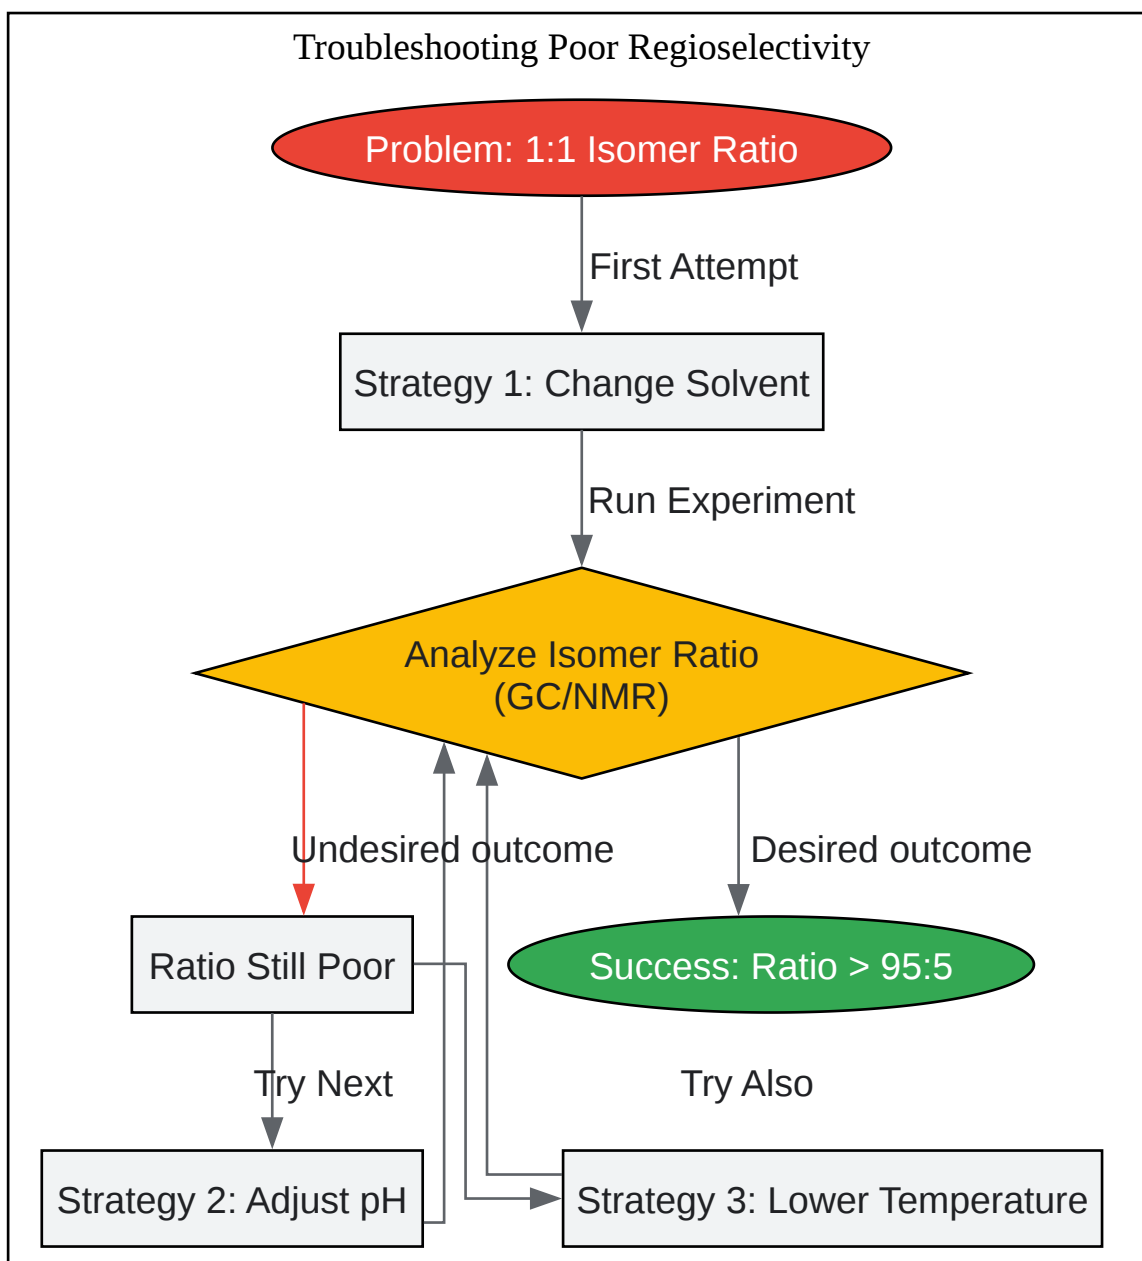 Troubleshooting Poor Regioselectivity
Problem: 1:1 Isomer Ratio
First Attempt
Strategy 1: Change Solvent
Run Experiment
Analyze Isomer Ratio
(GC/NMR)
Undesired outcome
Desired outcome
Ratio Still Poor
Success: Ratio > 95:5
Try Next
Try Also
Strategy 2: Adjust pH
Strategy 3: Lower Temperature